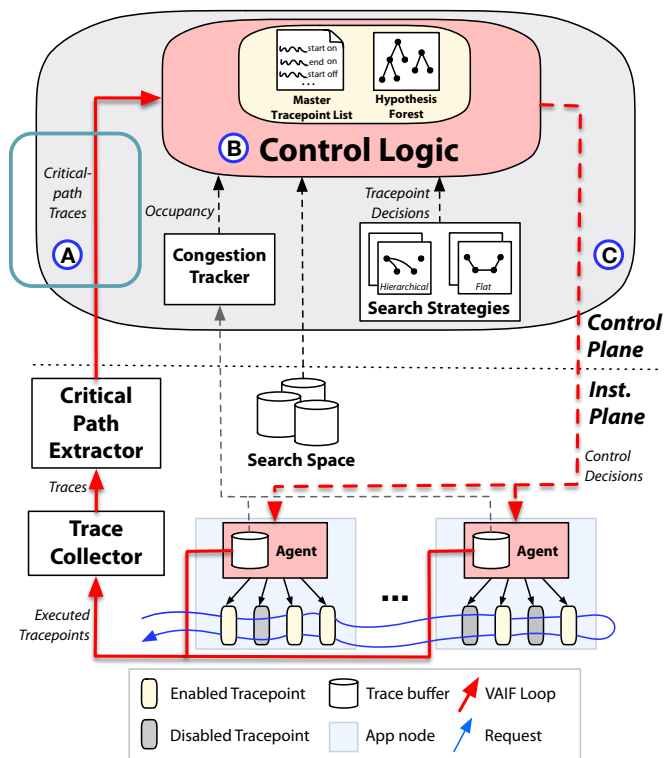 start on
end on
start off
...
Master
Tracepoint List
Hypothesis
Forest
B
Control Logic
Critical-
path
Traces
A
Occupancy
Tracepoint
Decisions
Congestion
Tracker
Hierarchical
Flat
Search Strategies
C
Control
Plane
Inst.
Plane
Critical
Path
Extractor
Search Space
Control
Decisions
Traces
Trace
Collector
Agent
Agent
...
Executed
Tracepoints
Enabled Tracepoint
Trace buffer
VAIF Loop
Disabled Tracepoint
App node
Request